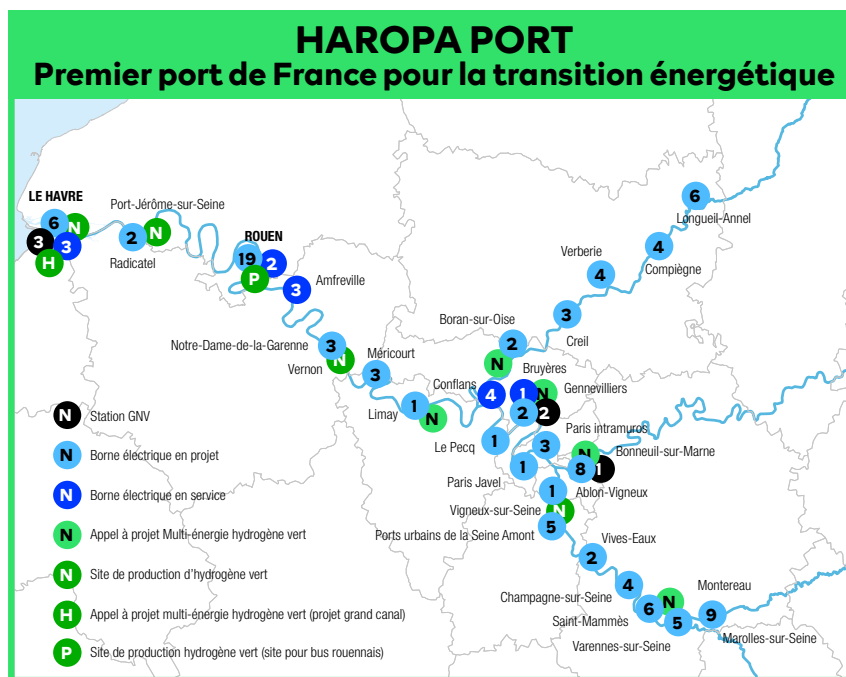 HAROPA PORT
Premier port de France pour la transition énergétique
LE HAVRE
6
N
3
3
H
Port-Jérôme-sur-Seine
2
N
Radicatel
ROUEN
19
2
P
3
Amfreville
Notre-Dame-de-la-Garenne
3
N
Vernon
Méricourt
3
Limay
1
N
6
Longueil-Annel
4
Compiègne
Verberie
4
3
Creil
Boran-sur-Oise
2
N
Bruyères
Conflans
4
1
N
Gennevilliers
2
2
1
Le Pecq
Paris intramuros
3
N
Bonneuil-sur-Marne
8
1
1
Paris Javel
Ablon-Vigneux
1
Vigneux-sur-Seine
N
Ports urbains de la Seine Amont
5
Vives-Eaux
2
4
Champagne-sur-Seine
6
N
Montereau
Saint-Mammès
5
9
Varennes-sur-Seine
Marolles-sur-Seine
N Station GNV
N Borne électrique en projet
N Borne électrique en service
N Appel à projet Multi-énergie hydrogène vert
N Site de production d'hydrogène vert
H Appel à projet multi-énergie hydrogène vert (projet grand canal)
P Site de production hydrogène vert (site pour bus rouennais)